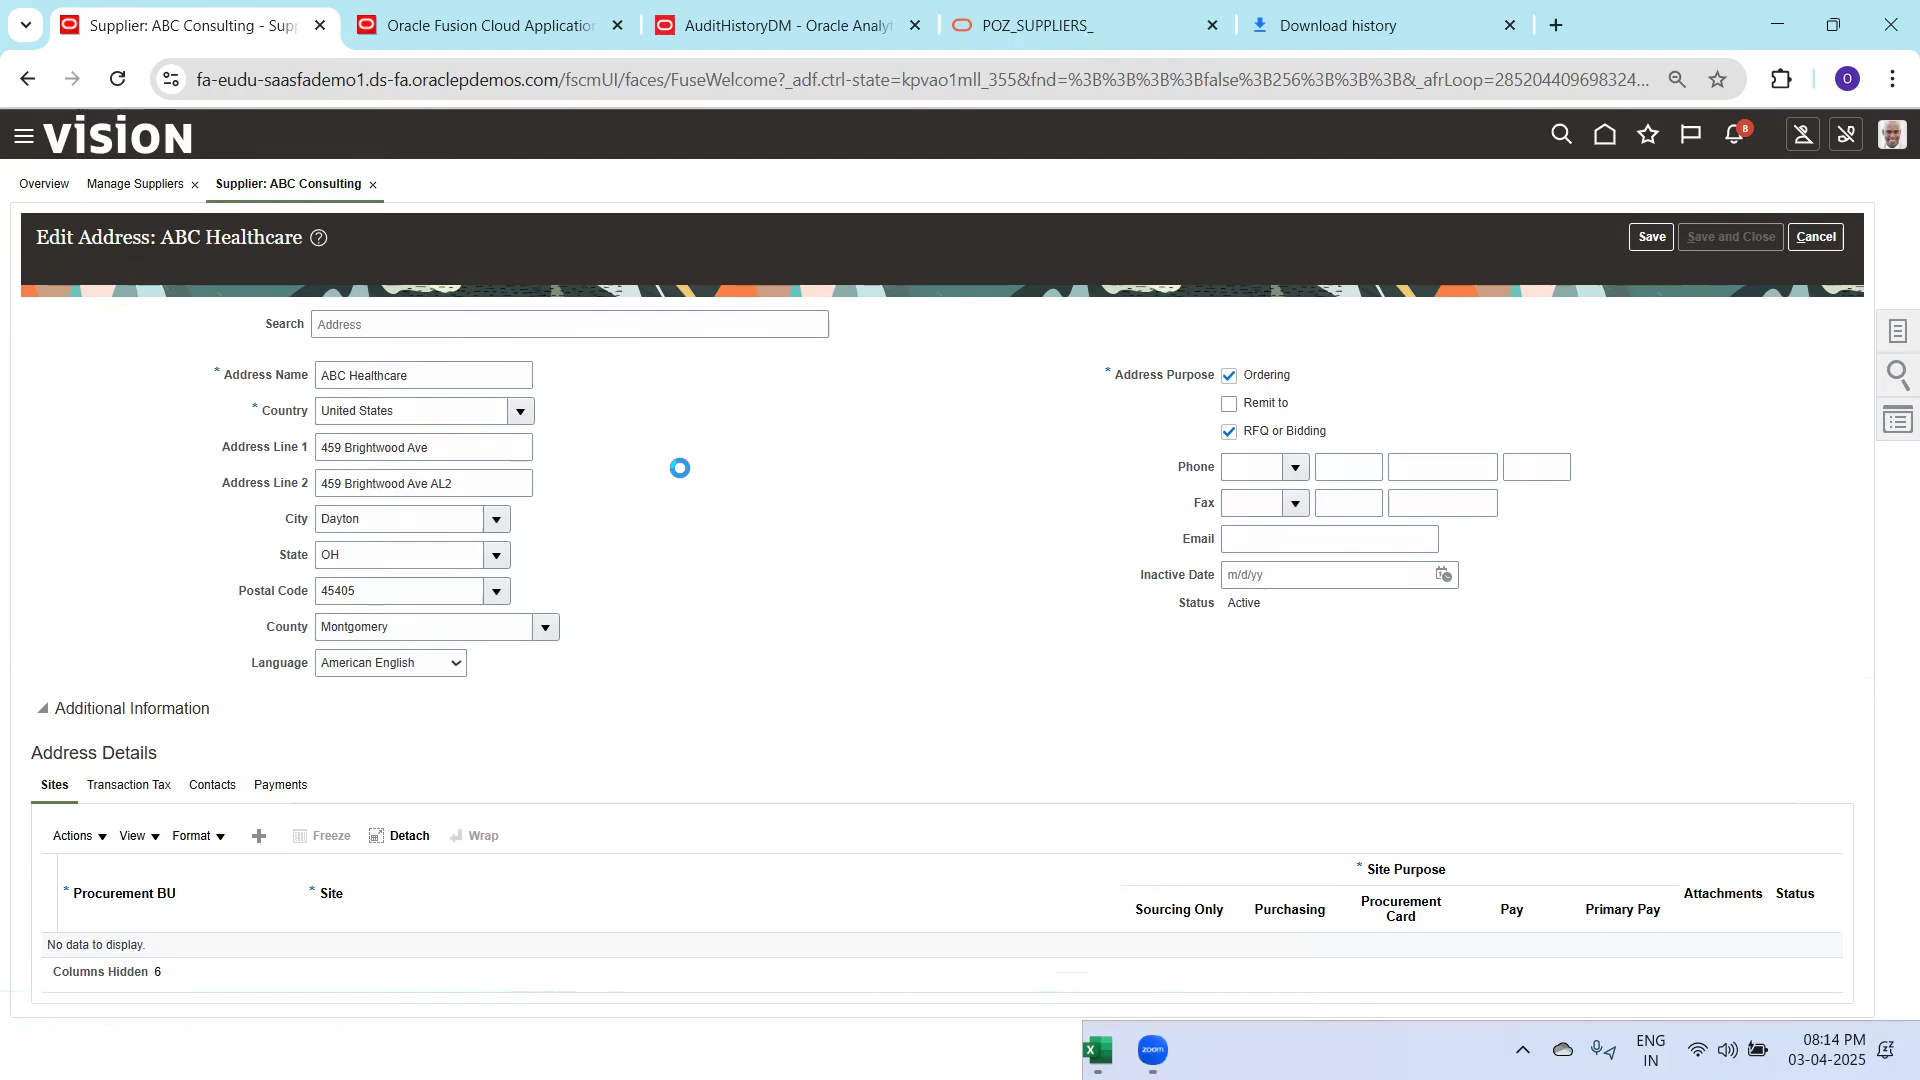 Supplier: ABC Consulting - Sup
Oracle Fusion Cloud Application
AuditHistoryDM - Oracle Analyt
POZ_SUPPLIERS_
Download history
fa-eudu-saasfademo1.ds-fa.oraclepdemos.com/fscmUI/faces/FuseWelcome?_adf.ctrl-state=kpvao1mll_355&fnd=%3B%3B%3B%3Bfalse%3B256%3B%3B%3B&_afrLoop=285204409698324...
O
VISION
8
Overview
Manage Suppliers
Supplier: ABC Consulting
Edit Address: ABC Healthcare
Save
Save and Close
Cancel
Search
Address
* Address Name
ABC Healthcare
* Country
United States
Address Line 1
459 Brightwood Ave
Address Line 2
459 Brightwood Ave AL2
City
Dayton
State
OH
Postal Code
45405
County
Montgomery
Language
American English
* Address Purpose
Ordering
Remit to
RFQ or Bidding
Phone
Fax
Email
Inactive Date
m/d/yy
Status
Active
Additional Information
Address Details
Sites
Transaction Tax
Contacts
Payments
Actions
View
Format
Freeze
Detach
Wrap
* Procurement BU
* Site
* Site Purpose
Sourcing Only
Purchasing
Procurement
Card
Pay
Primary Pay
Attachments
Status
No data to display.
Columns Hidden 6
zoom
ENG
IN
08:14 PM
03-04-2025